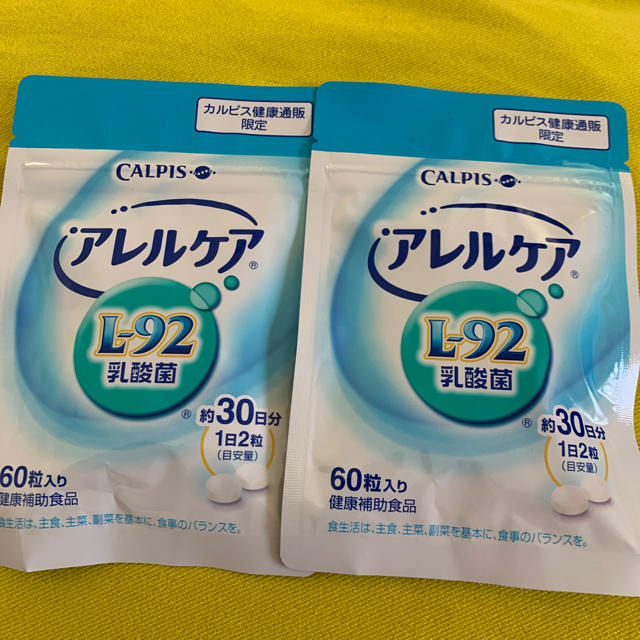 カルピス健康通販
限定
CALPIS
アレルケア®
L-92
乳酸菌
®
約30日分
1日2粒
(目安量)
60粒入り
健康補助食品
食生活は、主食、主菜、副菜を基本に、食事のバランスを。
カルピス健康通販
限定
CALPIS
アレルケア®
L-92
乳酸菌
®
約30日分
1日2粒
(目安量)
60粒入り
健康補助食品
食生活は、主食、主菜、副菜を基本に、食事のバランスを。